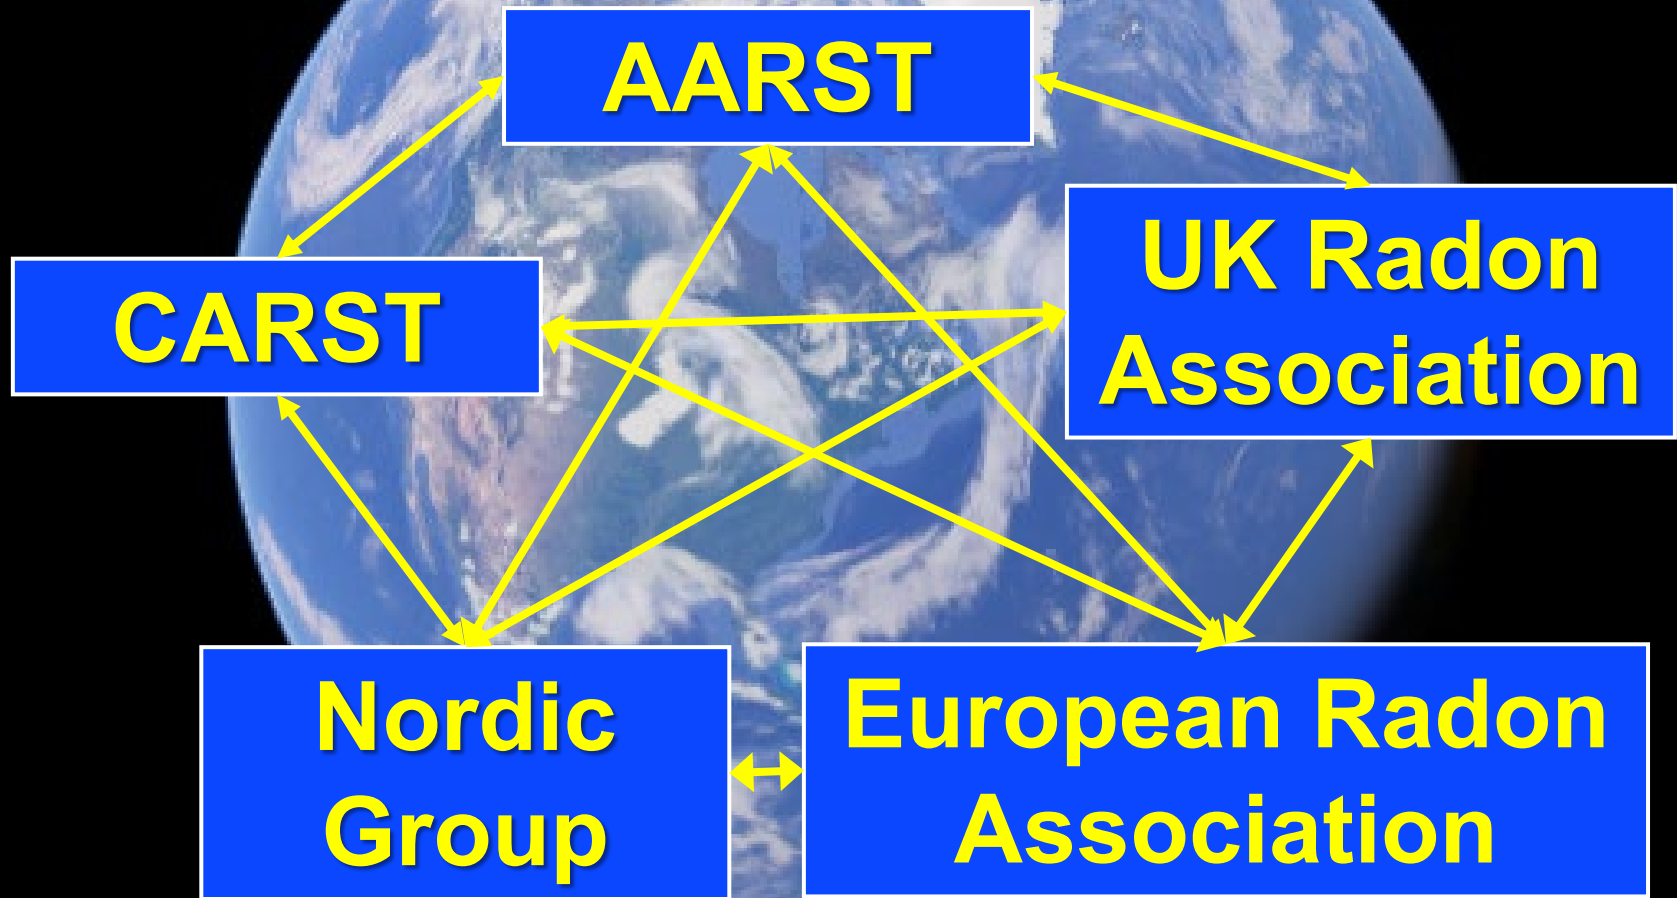 AARST
UK Radon
Association
CARST
Nordic
Group
European Radon
Association